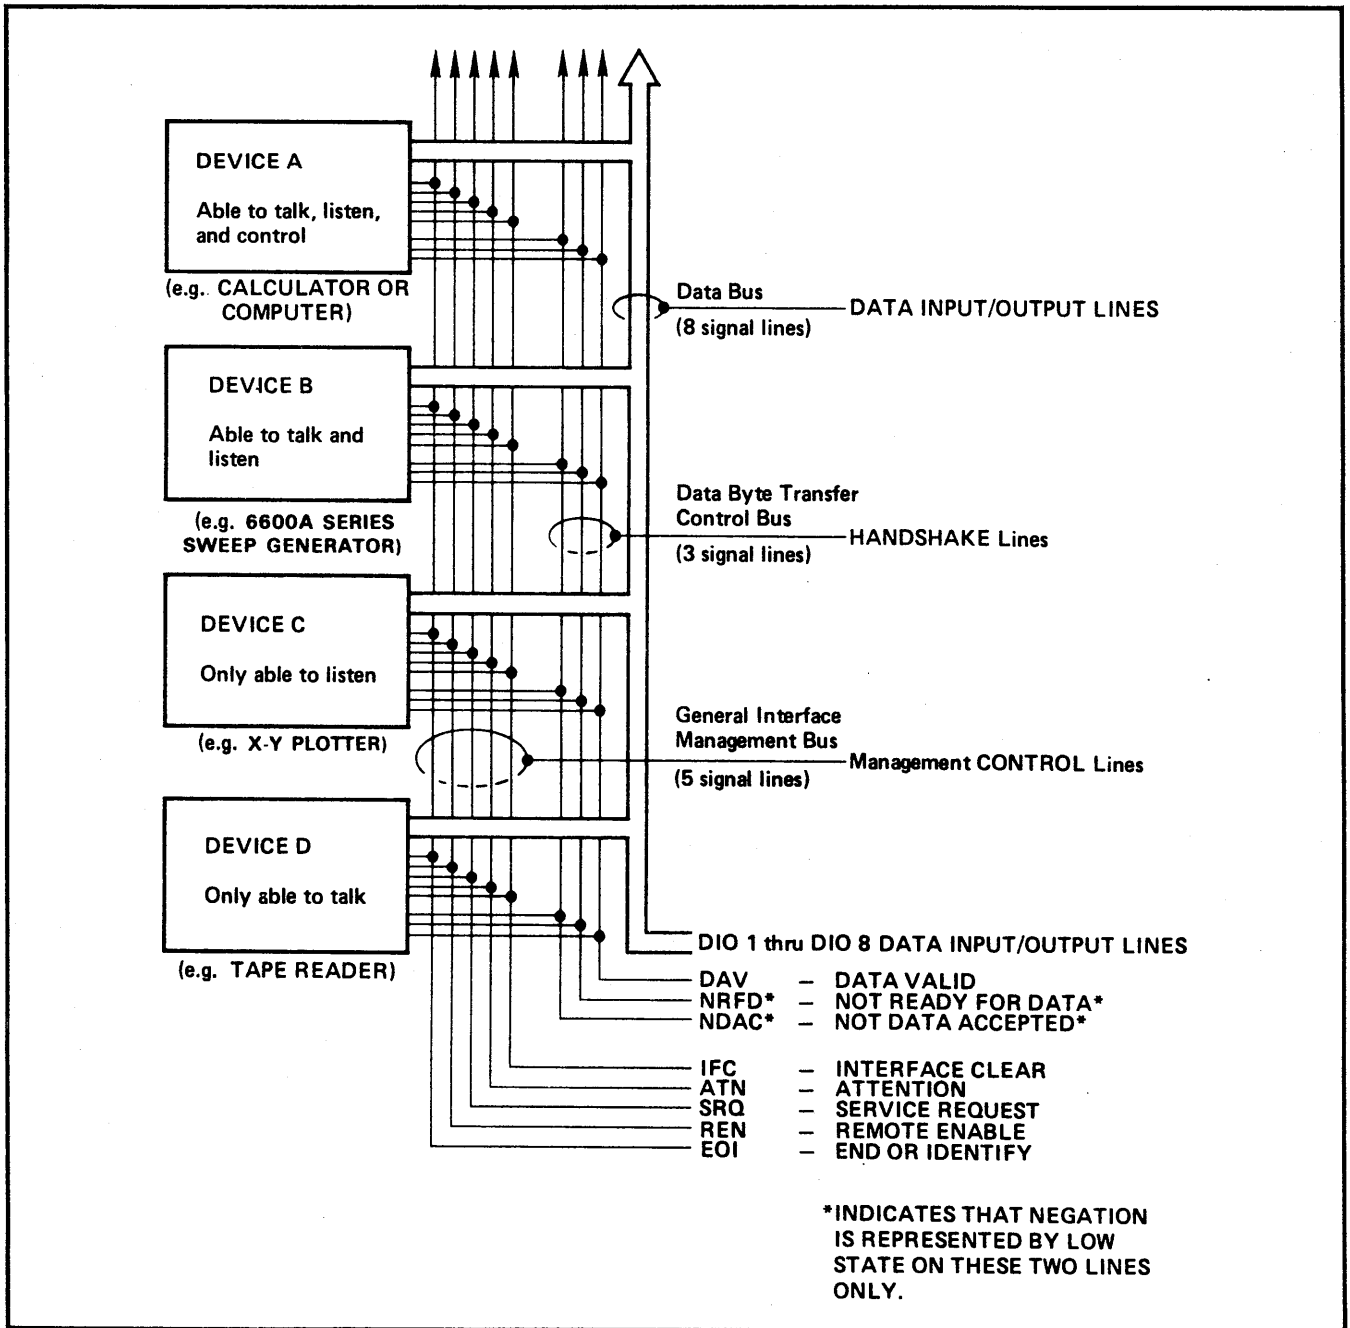 DEVICE A
Able to talk, listen,
and control
(e.g. CALCULATOR OR
COMPUTER)
Data Bus
(8 signal lines)
DATA INPUT/OUTPUT LINES
DEVICE B
Able to talk and
listen
(e.g. 6600A SERIES
SWEEP GENERATOR)
Data Byte Transfer
Control Bus
(3 signal lines)
HANDSHAKE Lines
DEVICE C
Only able to listen
(e.g. X-Y PLOTTER)
General Interface
Management Bus
(5 signal lines)
Management CONTROL Lines
DEVICE D
Only able to talk
(e.g. TAPE READER)
DIO 1 thru DIO 8 DATA INPUT/OUTPUT LINES
DAV – DATA VALID
NRFD* – NOT READY FOR DATA*
NDAC* – NOT DATA ACCEPTED*
IFC – INTERFACE CLEAR
ATN – ATTENTION
SRQ – SERVICE REQUEST
REN – REMOTE ENABLE
EOI – END OR IDENTIFY
*INDICATES THAT NEGATION
IS REPRESENTED BY LOW
STATE ON THESE TWO LINES
ONLY.